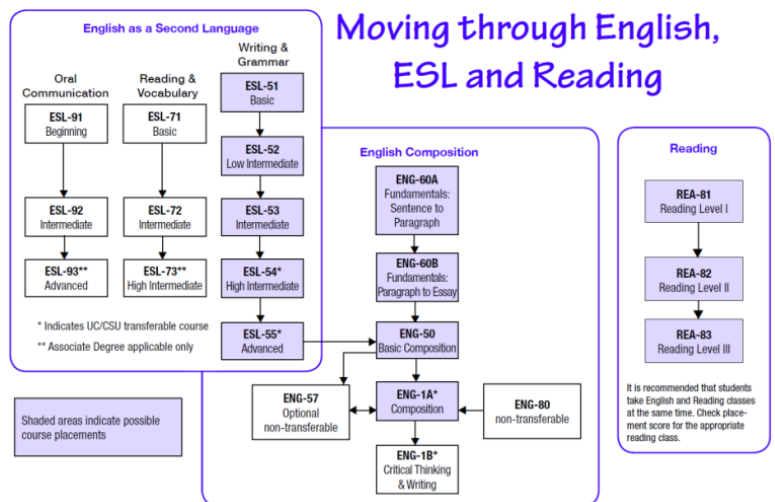 Moving through English,
ESL and Reading
English as a Second Language
Oral
Communication
ESL-91
Beginning
ESL-92
Intermediate
ESL-93**
Advanced
Reading &
Vocabulary
ESL-71
Basic
ESL-72
Intermediate
ESL-73**
High Intermediate
Writing &
Grammar
ESL-51
Basic
ESL-52
Low Intermediate
ESL-53
Intermediate
ESL-54*
High Intermediate
ESL-55*
Advanced
* Indicates UC/CSU transferable course
** Associate Degree applicable only
Shaded areas indicate possible
course placements
English Composition
ENG-60A
Fundamentals:
Sentence to
Paragraph
ENG-60B
Fundamentals:
Paragraph to Essay
ENG-50
Basic Composition
ENG-57
Optional
non-transferable
ENG-1A*
Composition
ENG-80
non-transferable
ENG-1B*
Critical Thinking
& Writing
Reading
REA-81
Reading Level I
REA-82
Reading Level II
REA-83
Reading Level III
It is recommended that students
take English and Reading classes
at the same time. Check place-
ment score for the appropriate
reading class.